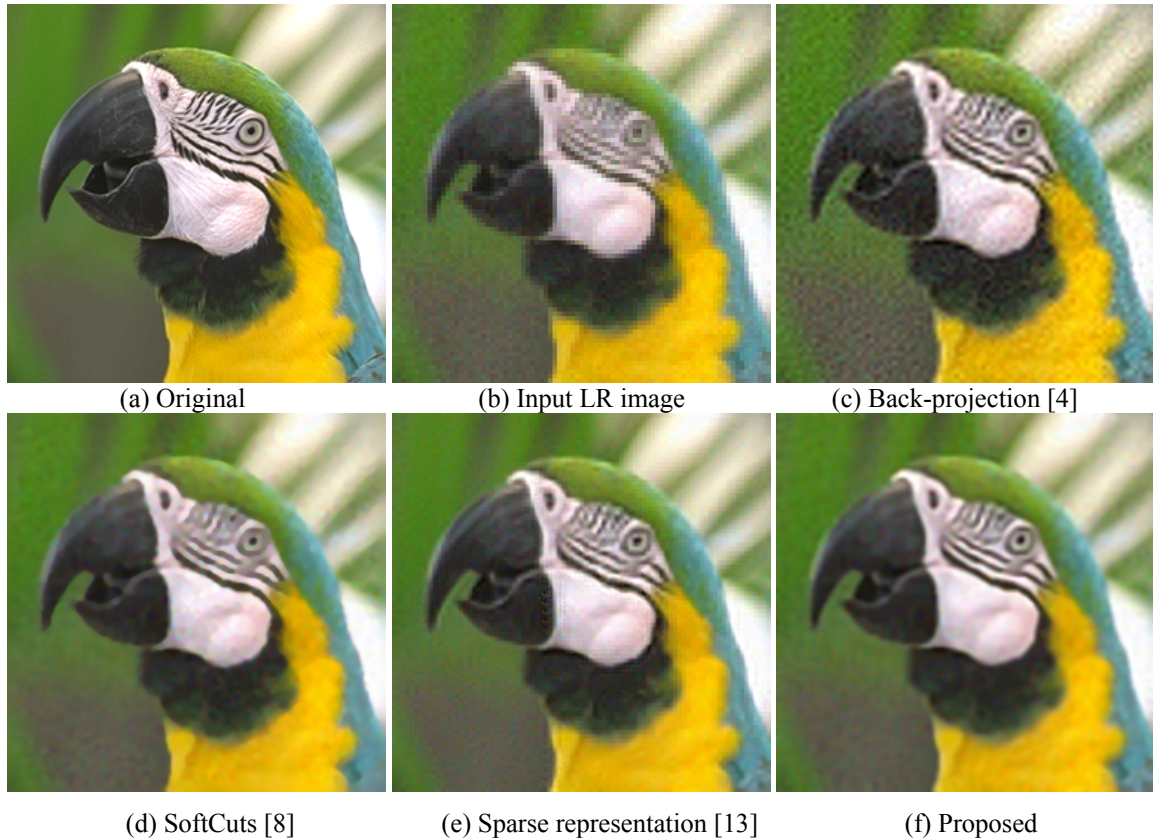 (a) Original
(b) Input LR image
(c) Back-projection [4]
(d) SoftCuts [8]
(e) Sparse representation [13]
(f) Proposed